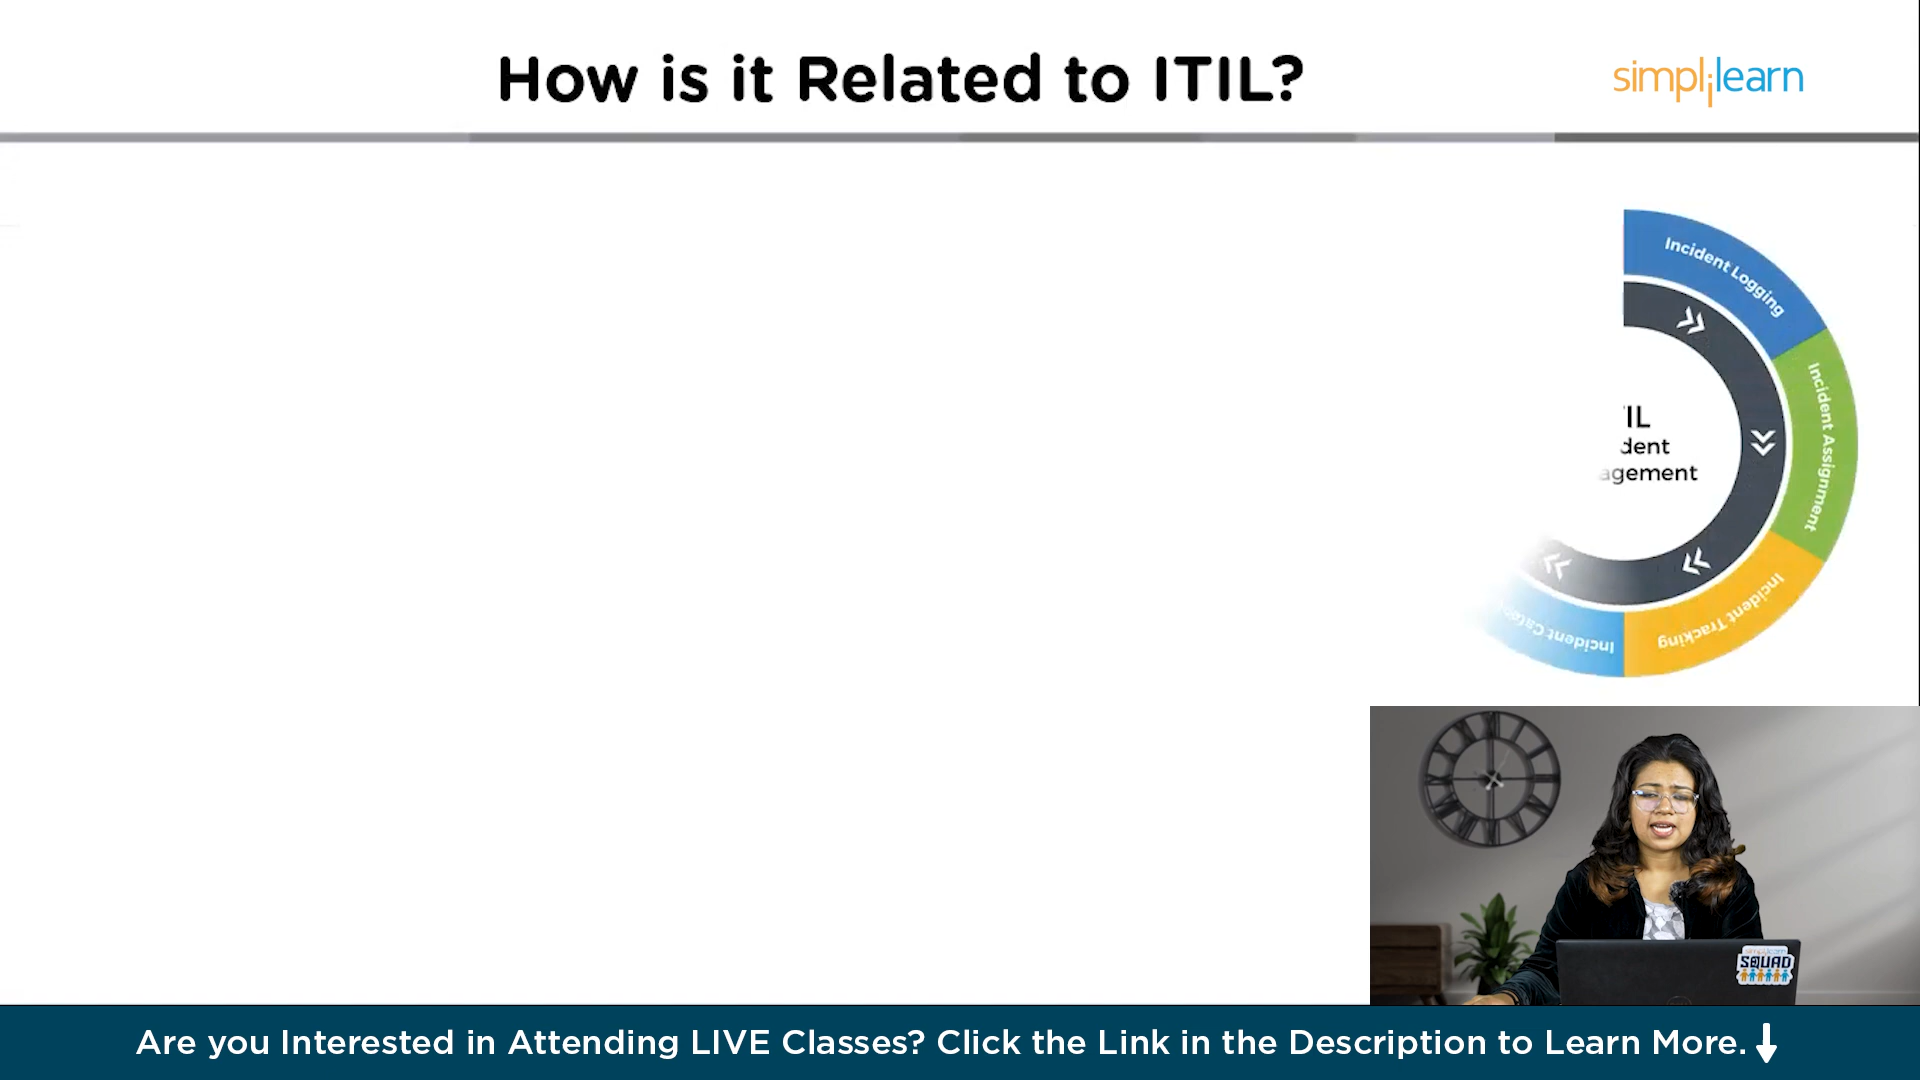 How is it Related to ITIL?
simplilearn
Incident Logging
Incident Assignment
Incident Tracking
Incident
IL
dent
agement
SQUAD
Are you Interested in Attending LIVE Classes? Click the Link in the Description to Learn More.